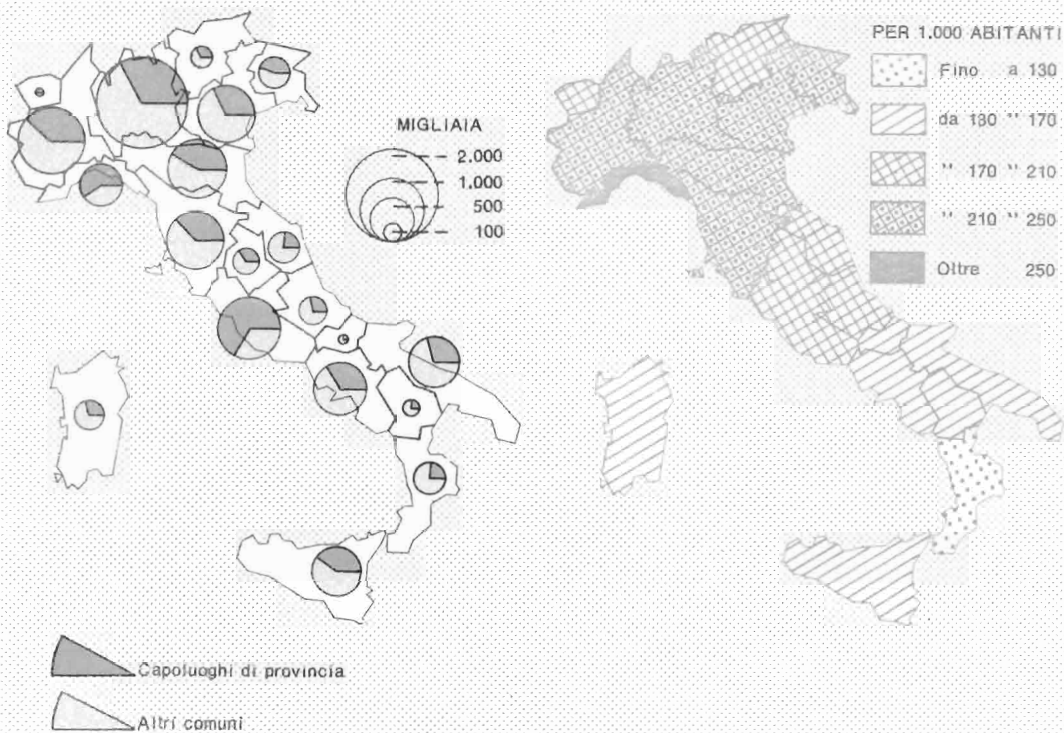 MIGLIAIA
2.000
1.000
500
100
Capoluoghi di provincia
Altri comuni
PER 1.000 ABITANTI
Fino a 130
da 130 " 170
" 170 " 210
" 210 " 250
Oltre 250